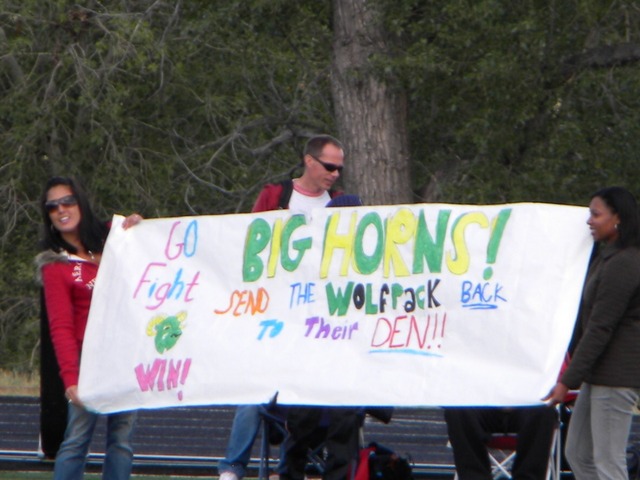 GO
Fight
WIN!
BIG HORNS!
SEND THE WOLFPACK BACK
TO Their DEN!!